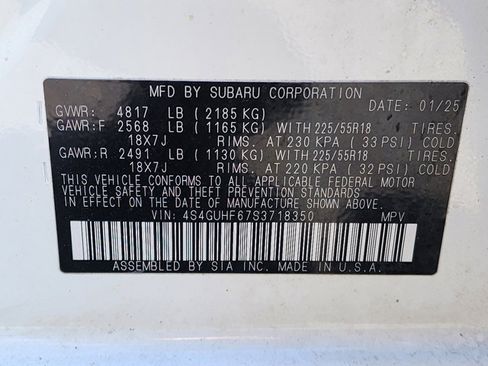 MFD BY SUBARU CORPORATION
GVWR: 4817 LB ( 2185 KG) DATE: 01/25
GAWR:F 2568 LB ( 1165 KG) WITH 225/55R18 TIRES.
18X7J RIMS. AT 230 KPA ( 33 PSI) COLD
GAWR:R 2491 LB ( 1130 KG) WITH 225/55R18 TIRES.
18X7J RIMS. AT 220 KPA ( 32 PSI) COLD
THIS VEHICLE CONFORMS TO ALL APPLICABLE FEDERAL MOTOR
VEHICLE SAFETY AND THEFT PREVENTION STANDARDS
IN EFFECT ON THE DATE OF MANUFACTURE SHOWN ABOVE.
VIN: 4S4GUHF67S3718350 MPV
ASSEMBLED BY SIA INC. MADE IN U.S.A.